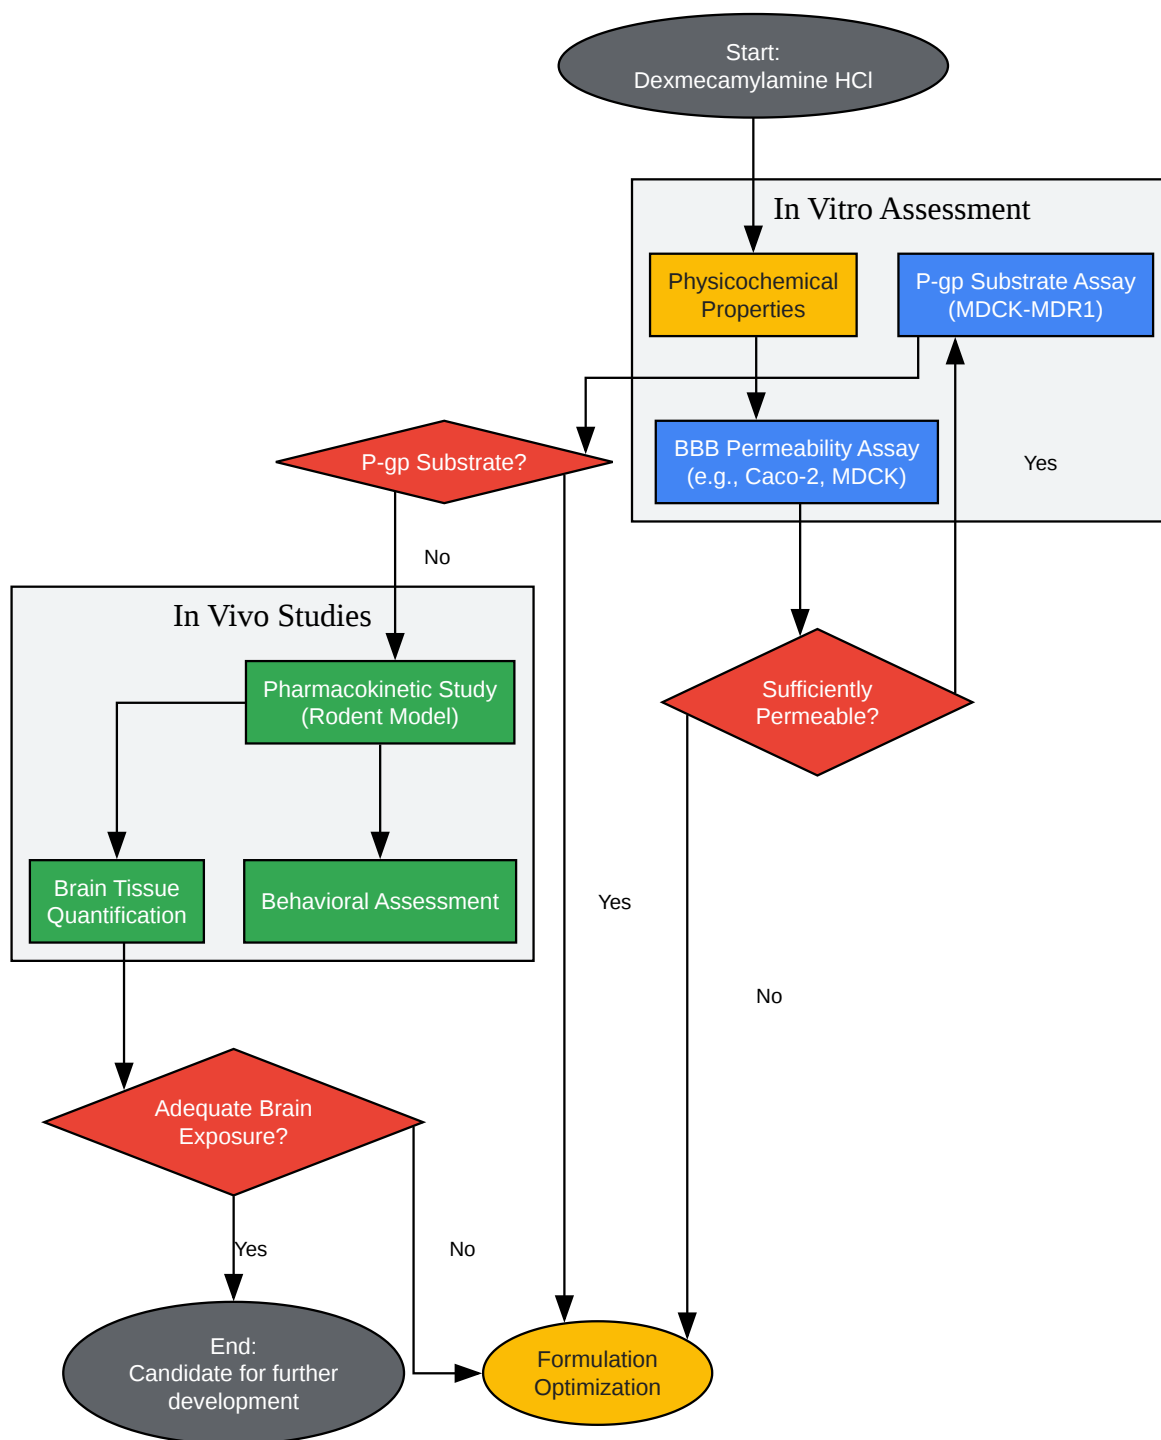 Start:
Dexmecamylamine HCl
In Vitro Assessment
Physicochemical
Properties
P-gp Substrate Assay
(MDCK-MDR1)
P-gp Substrate?
BBB Permeability Assay
(e.g., Caco-2, MDCK)
Yes
No
In Vivo Studies
Pharmacokinetic Study
(Rodent Model)
Sufficiently
Permeable?
Brain Tissue
Quantification
Behavioral Assessment
Yes
No
Adequate Brain
Exposure?
Yes
No
End:
Candidate for further
development
Formulation
Optimization